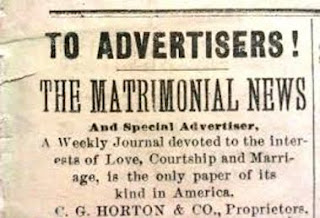 TO ADVERTISERS!
THE MATRIMONIAL NEWS
And Special Advertiser,
A Weekly Journal devoted to the inter-
ests of Love, Courtship and Marri-
age, is the only paper of its
kind in America.
C. G. HORTON & CO., Proprietors.